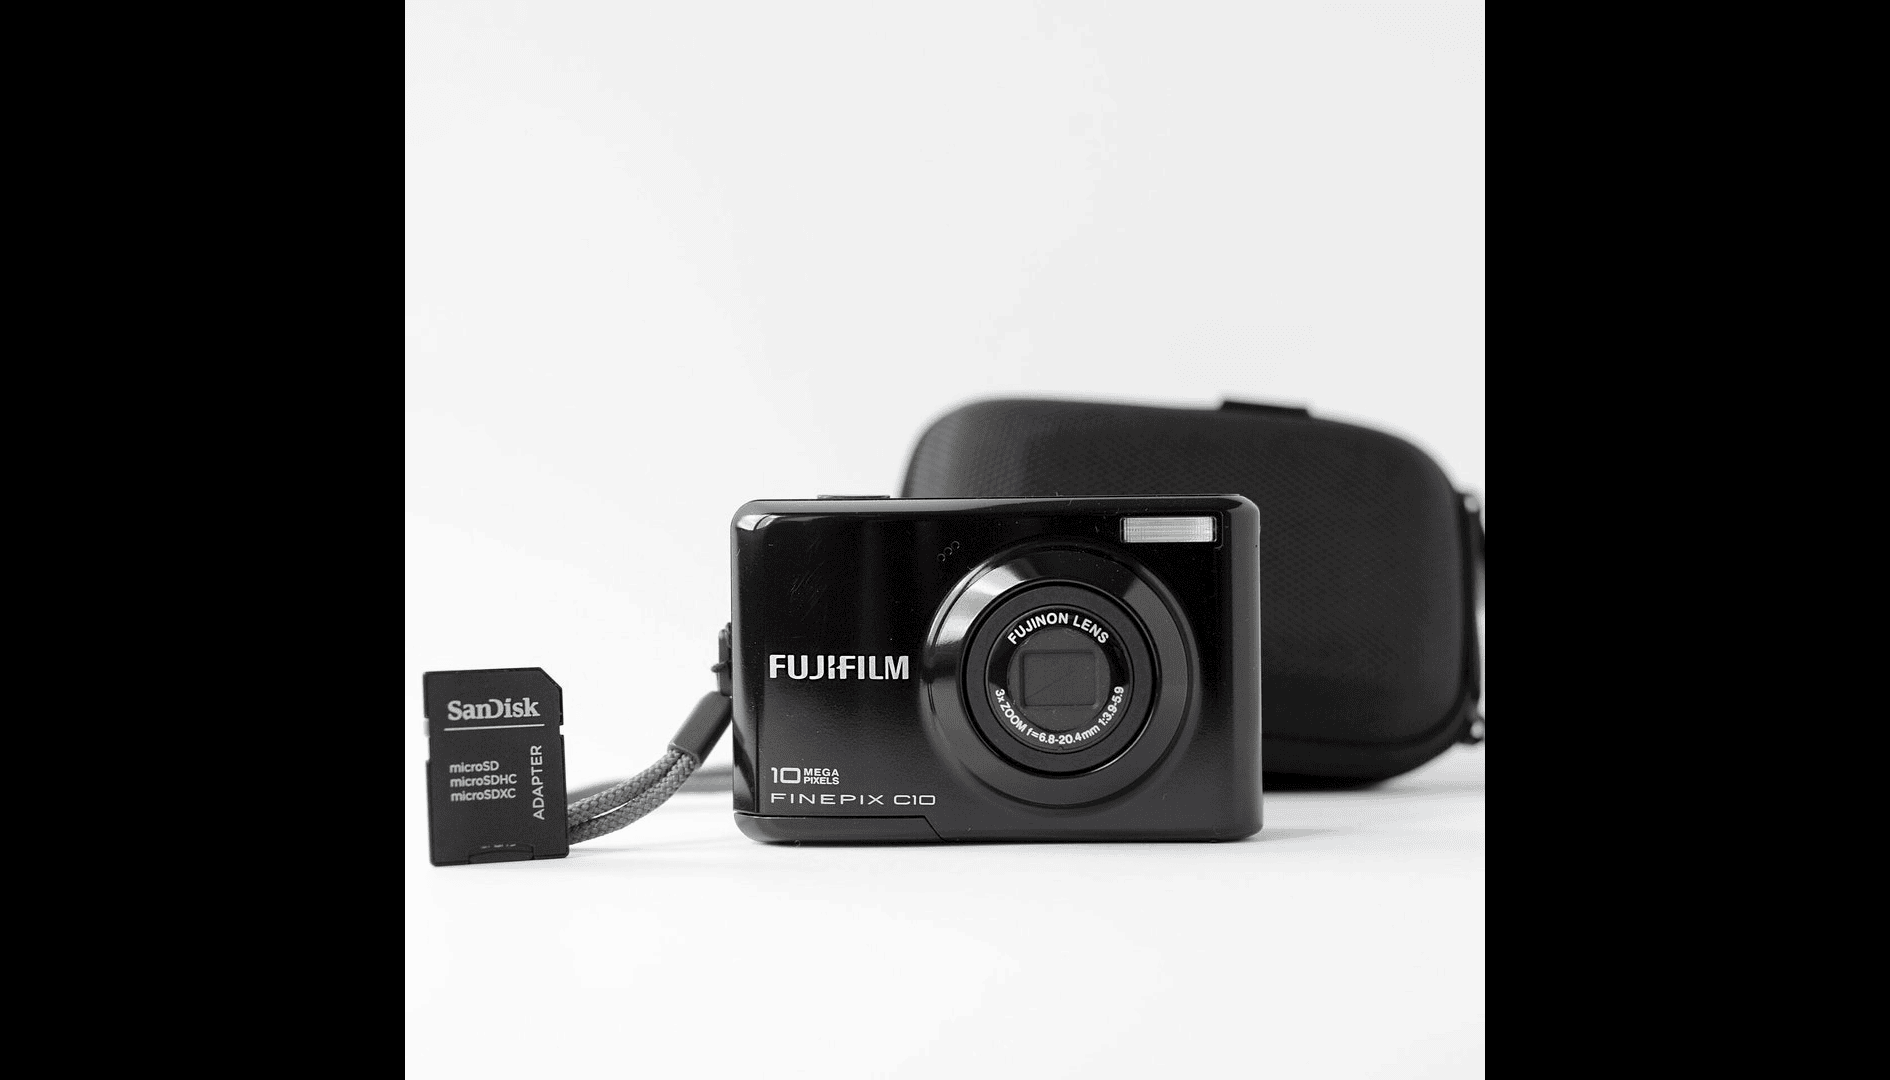 SanDisk
microSD
microSDHC
microSDXC
ADAPTER
FUJIFILM
10 MEGA
PIXELS
FINEPIX C10
FUJINON LENS
3x ZOOM f=6.8-20.4mm 1:3.9-5.9